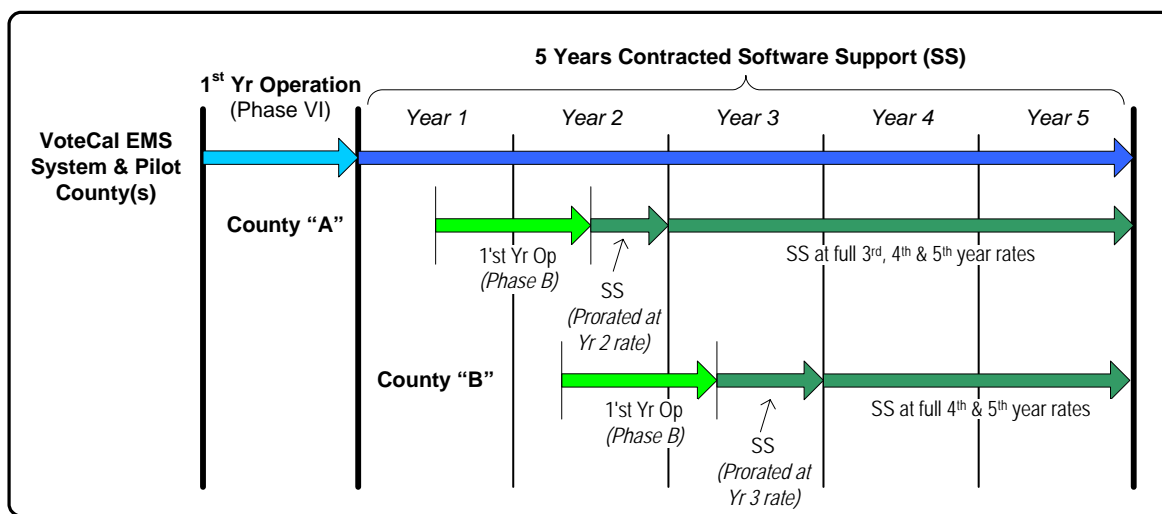 5 Years Contracted Software Support (SS)
1st Yr Operation
(Phase VI)
Year 1
Year 2
Year 3
Year 4
Year 5
VoteCal EMS
System & Pilot
County(s)
County "A"
1'st Yr Op
(Phase B)
SS
(Prorated at
Yr 2 rate)
SS at full 3rd, 4th & 5th year rates
County "B"
1'st Yr Op
(Phase B)
SS
(Prorated at
Yr 3 rate)
SS at full 4th & 5th year rates